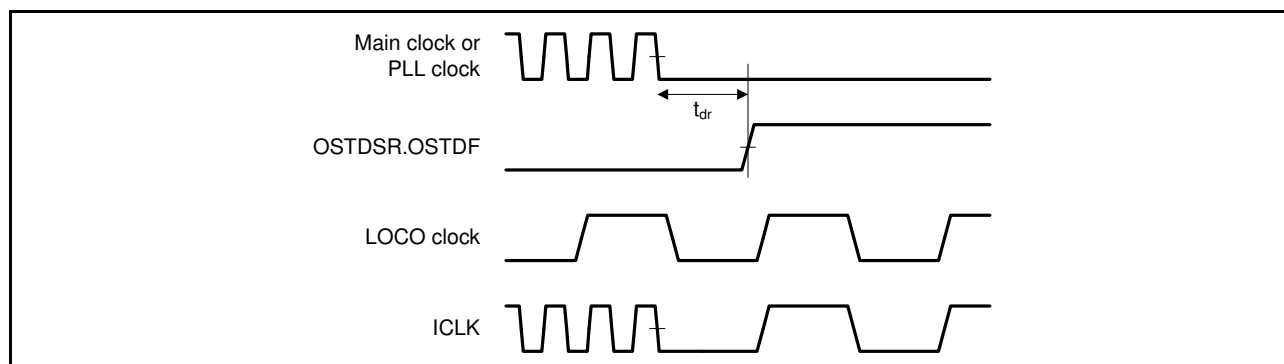 Main clock or
PLL clock
tdr
OSTDSR.OSTDF
LOCO clock
ICLK